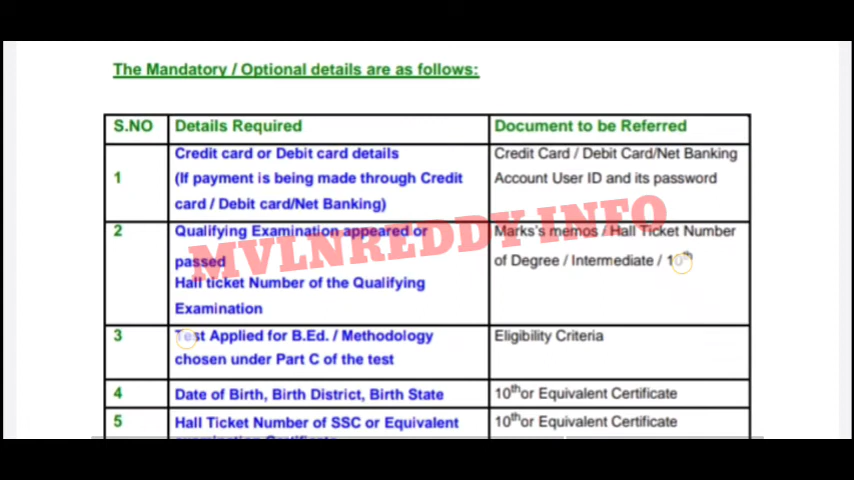 The Mandatory / Optional details are as follows:
S.NO Details Required Document to be Referred
1 Credit card or Debit card details
(If payment is being made through Credit
card / Debit card/Net Banking)
Credit Card / Debit Card/Net Banking
Account User ID and its password
2 Qualifying Examination appeared or
passed
Hall ticket Number of the Qualifying
Examination
Marks's memos / Hall Ticket Number
of Degree / Intermediate / 10th
MVLNREDDY INFO
3 Test Applied for B.Ed. / Methodology
chosen under Part C of the test
Eligibility Criteria
4 Date of Birth, Birth District, Birth State
10thor Equivalent Certificate
5 Hall Ticket Number of SSC or Equivalent
10thor Equivalent Certificate